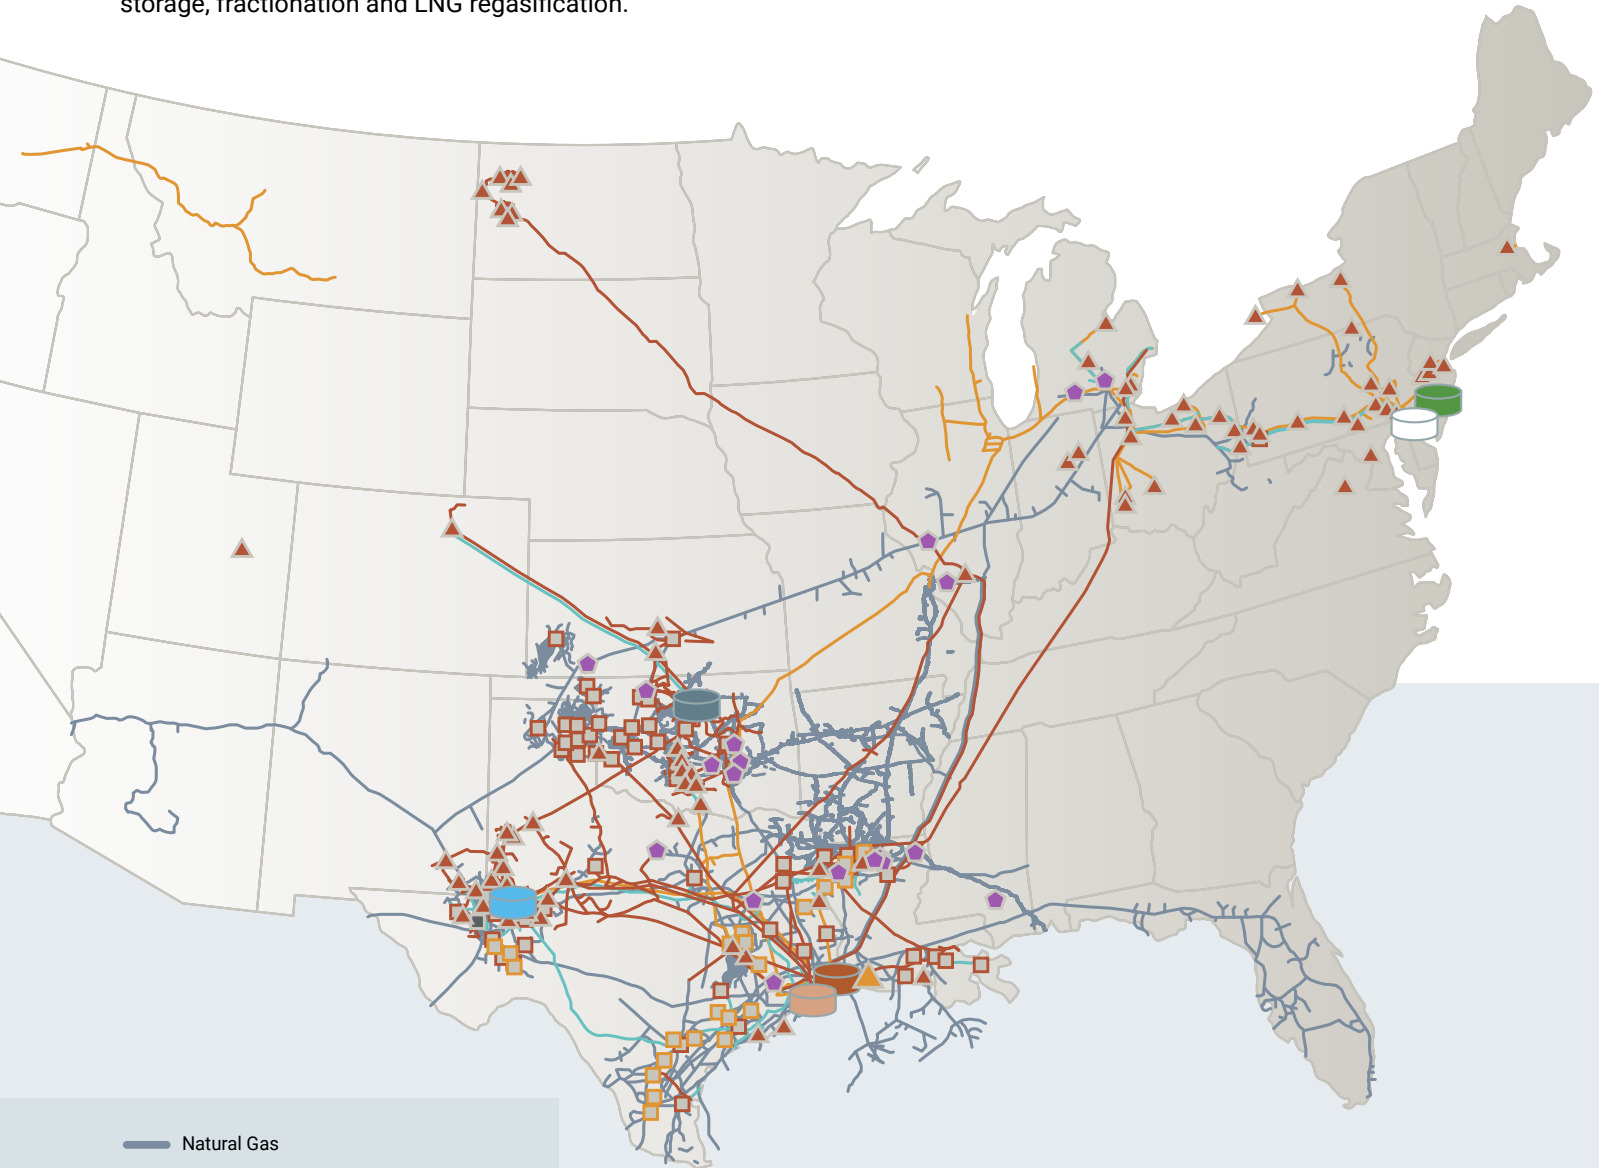 storage, fractionation and LNG regasification.
Natural Gas